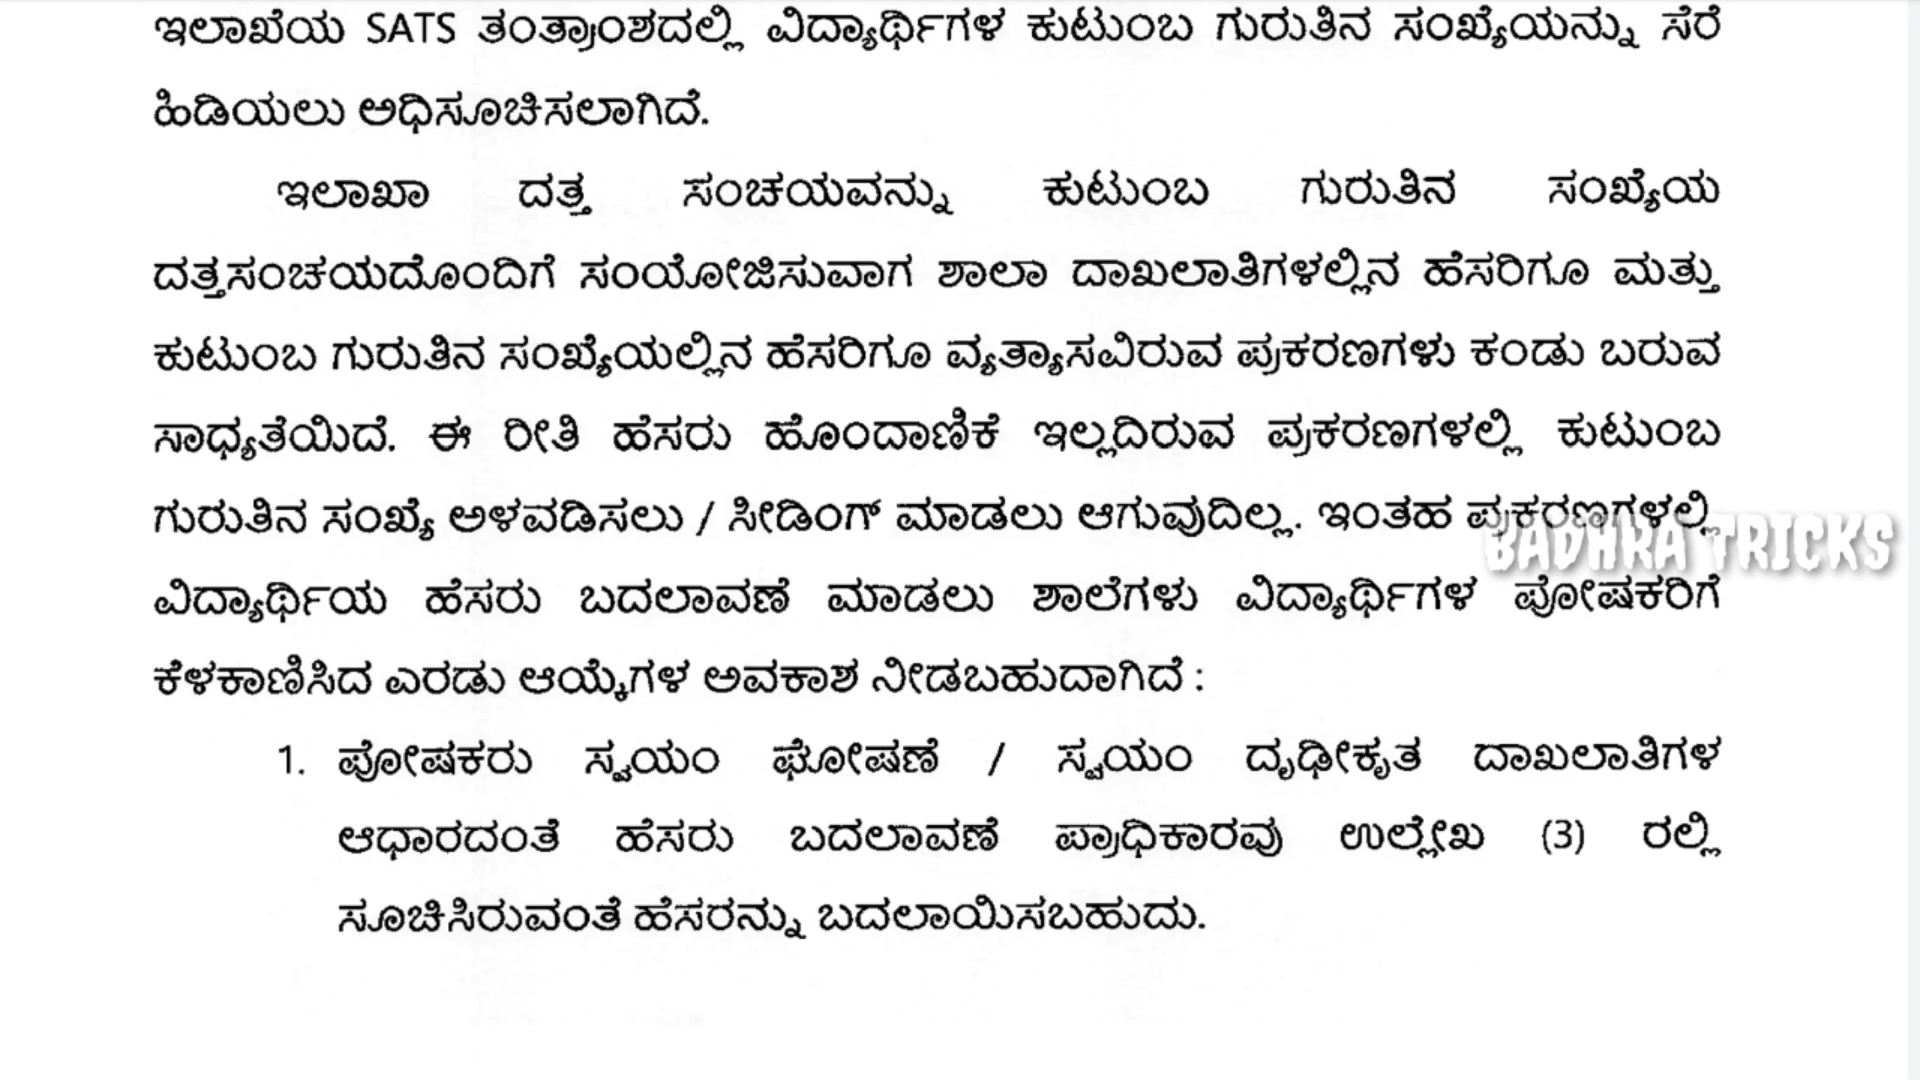 ಇಲಾಖೆಯ SATS ತಂತ್ರಾಂಶದಲ್ಲಿ ವಿದ್ಯಾರ್ಥಿಗಳ ಕುಟುಂಬ ಗುರುತಿನ ಸಂಖ್ಯೆಯನ್ನು ಸೆರೆ
ಹಿಡಿಯಲು ಅಧಿಸೂಚಿಸಲಾಗಿದೆ.
ಇಲಾಖಾ ದತ್ತ ಸಂಚಯವನ್ನು ಕುಟುಂಬ ಗುರುತಿನ ಸಂಖ್ಯೆಯ
ದತ್ತಸಂಚಯದೊಂದಿಗೆ ಸಂಯೋಜಿಸುವಾಗ ಶಾಲಾ ದಾಖಲಾತಿಗಳಲ್ಲಿನ ಹೆಸರಿಗೂ ಮತ್ತು
ಕುಟುಂಬ ಗುರುತಿನ ಸಂಖ್ಯೆಯಲ್ಲಿನ ಹೆಸರಿಗೂ ವ್ಯತ್ಯಾಸವಿರುವ ಪ್ರಕರಣಗಳು ಕಂಡು ಬರುವ
ಸಾಧ್ಯತೆಯಿದೆ. ಈ ರೀತಿ ಹೆಸರು ಹೊಂದಾಣಿಕೆ ಇಲ್ಲದಿರುವ ಪ್ರಕರಣಗಳಲ್ಲಿ ಕುಟುಂಬ
ಗುರುತಿನ ಸಂಖ್ಯೆ ಅಳವಡಿಸಲು / ಸೀಡಿಂಗ್ ಮಾಡಲು ಆಗುವುದಿಲ್ಲ. ಇಂತಹ ಪ್ರಕರಣಗಳಲ್ಲಿ
BADHRA TRICKS
ವಿದ್ಯಾರ್ಥಿಯ ಹೆಸರು ಬದಲಾವಣೆ ಮಾಡಲು ಶಾಲೆಗಳು ವಿದ್ಯಾರ್ಥಿಗಳ ಪೋಷಕರಿಗೆ
ಕೆಳಕಾಣಿಸಿದ ಎರಡು ಆಯ್ಕೆಗಳ ಅವಕಾಶ ನೀಡಬಹುದಾಗಿದೆ :
1. ಪೋಷಕರು ಸ್ವಯಂ ಘೋಷಣೆ / ಸ್ವಯಂ ದೃಢೀಕೃತ ದಾಖಲಾತಿಗಳ
ಆಧಾರದಂತೆ ಹೆಸರು ಬದಲಾವಣೆ ಪ್ರಾಧಿಕಾರವು ಉಲ್ಲೇಖ (3) ರಲ್ಲಿ
ಸೂಚಿಸಿರುವಂತೆ ಹೆಸರನ್ನು ಬದಲಾಯಿಸಬಹುದು.